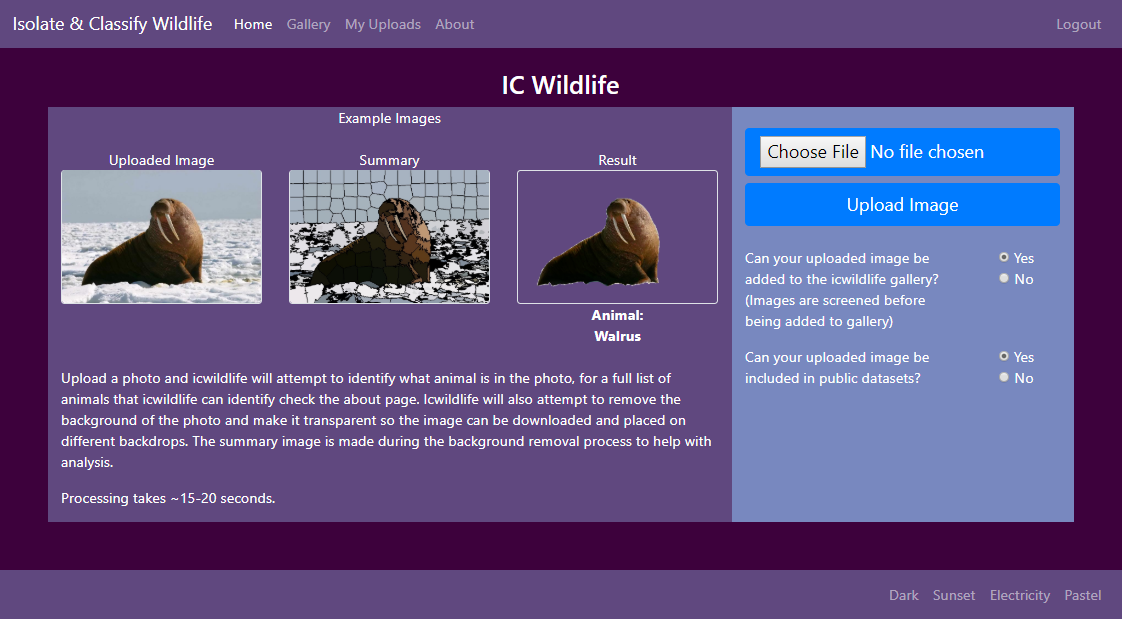 Isolate & Classify Wildlife Home Gallery My Uploads About Logout
IC Wildlife
Example Images
Uploaded Image Summary Result
Animal:
Walrus
Upload a photo and icwildlife will attempt to identify what animal is in the photo, for a full list of
animals that icwildlife can identify check the about page. Icwildlife will also attempt to remove the
background of the photo and make it transparent so the image can be downloaded and placed on
different backdrops. The summary image is made during the background removal process to help with
analysis.
Processing takes ~15-20 seconds.
Choose File No file chosen
Upload Image
Can your uploaded image be
added to the icwildlife gallery?
(Images are screened before
being added to gallery)
Yes
No
Can your uploaded image be
included in public datasets?
Yes
No
Dark Sunset Electricity Pastel